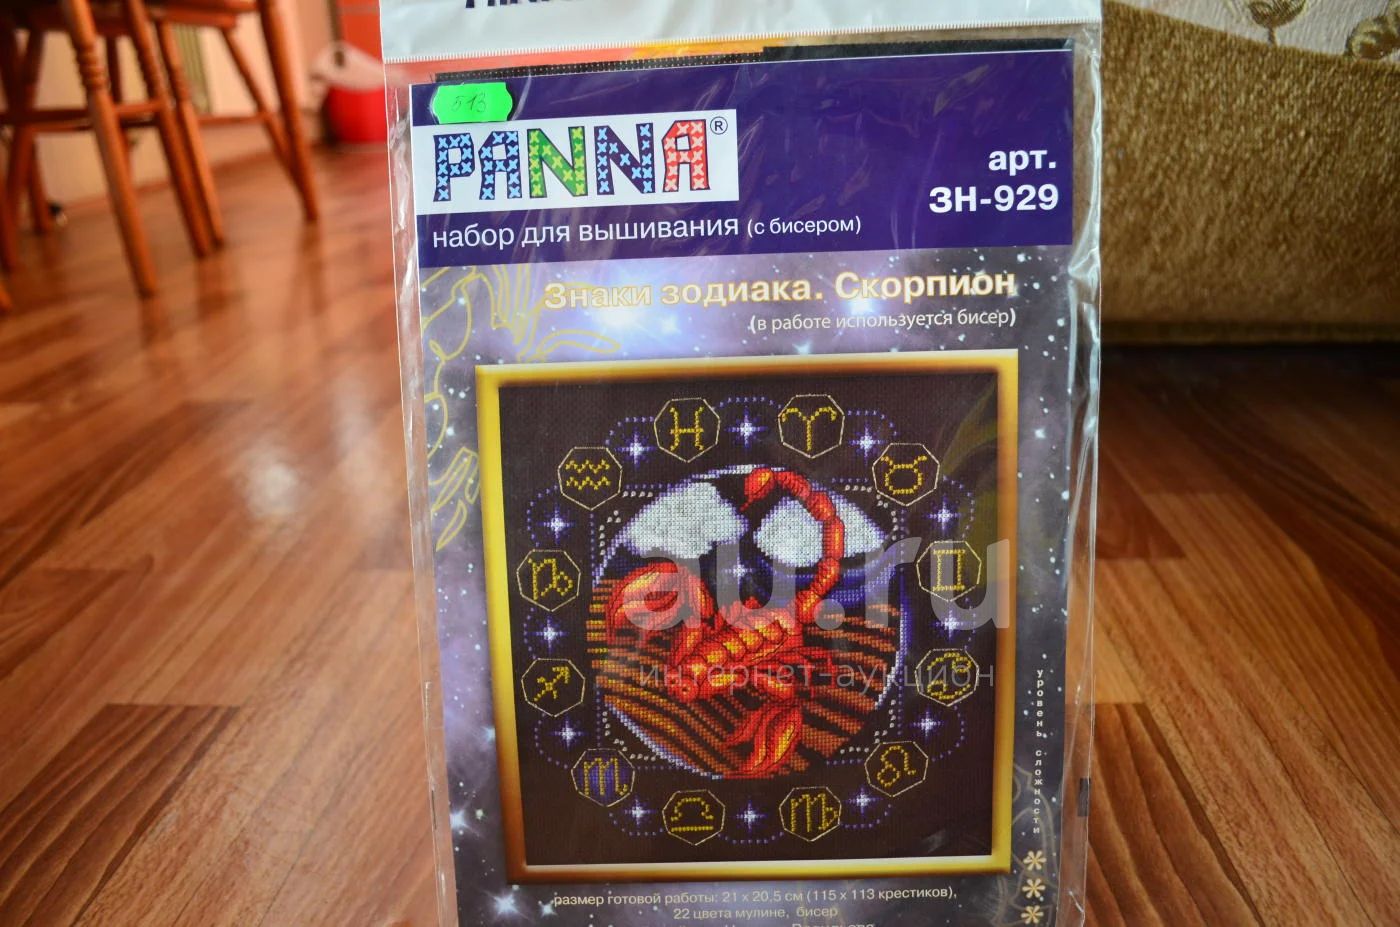 513
PANNA®
арт.
ЗН-929
набор для вышивания (с бисером)
Знаки зодиака. Скорпион
(в работе используется бисер)
au.ru
интернет-аукцион
уровень сложности
размер готовой работы: 21 x 20,5 см (115 x 113 крестиков),
22 цвета мулине, бисер